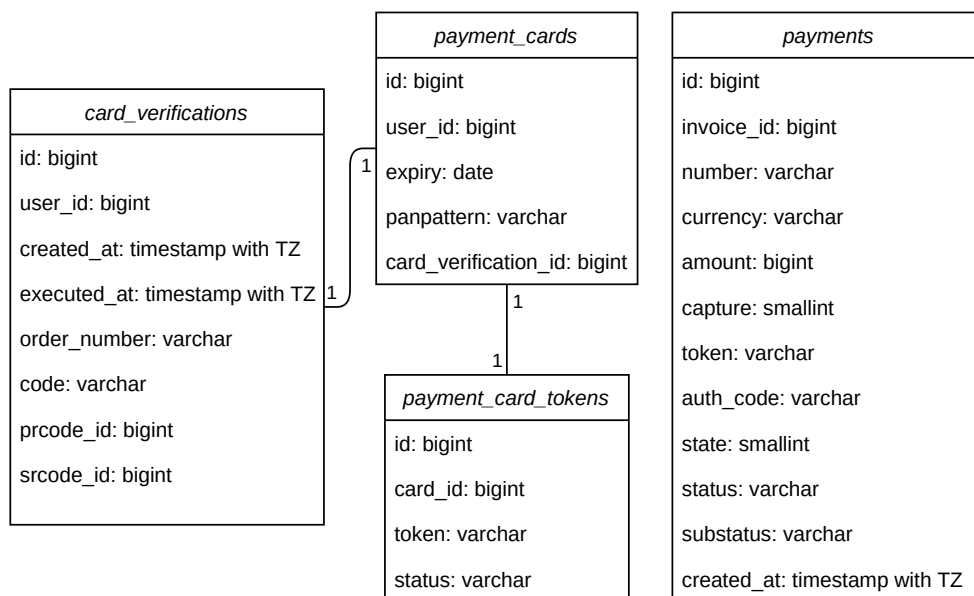 card_verifications
id: bigint
user_id: bigint
created_at: timestamp with TZ
executed_at: timestamp with TZ
order_number: varchar
code: varchar
prcode_id: bigint
srcode_id: bigint
1
1
payment_cards
id: bigint
user_id: bigint
expiry: date
panpattern: varchar
card_verification_id: bigint
1
1
payment_card_tokens
id: bigint
card_id: bigint
token: varchar
status: varchar
payments
id: bigint
invoice_id: bigint
number: varchar
currency: varchar
amount: bigint
capture: smallint
token: varchar
auth_code: varchar
state: smallint
status: varchar
substatus: varchar
created_at: timestamp with TZ